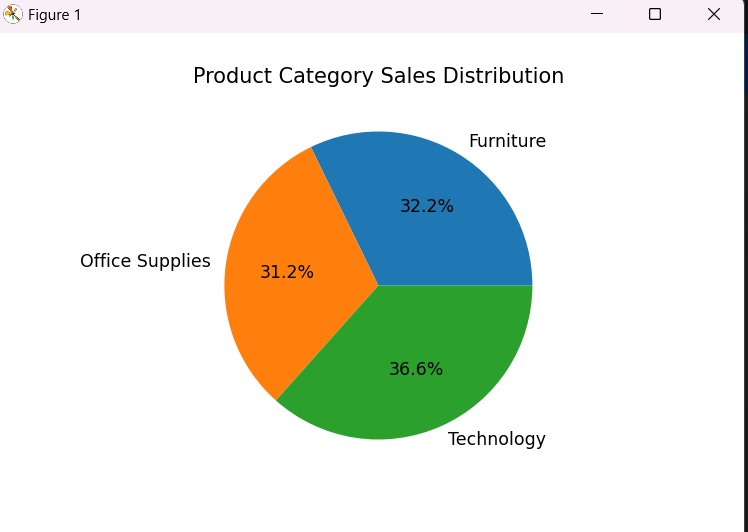 Figure 1
Product Category Sales Distribution
Furniture
32.2%
Office Supplies
31.2%
36.6%
Technology